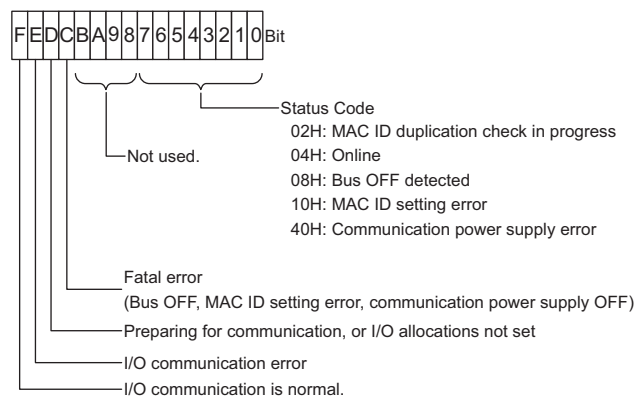 FEDCBA9876543210Bit
Status Code
02H: MAC ID duplication check in progress
Not used.
04H: Online
08H: Bus OFF detected
10H: MAC ID setting error
40H: Communication power supply error
Fatal error
(Bus OFF, MAC ID setting error, communication power supply OFF)
Preparing for communication, or I/O allocations not set
I/O communication error
I/O communication is normal.